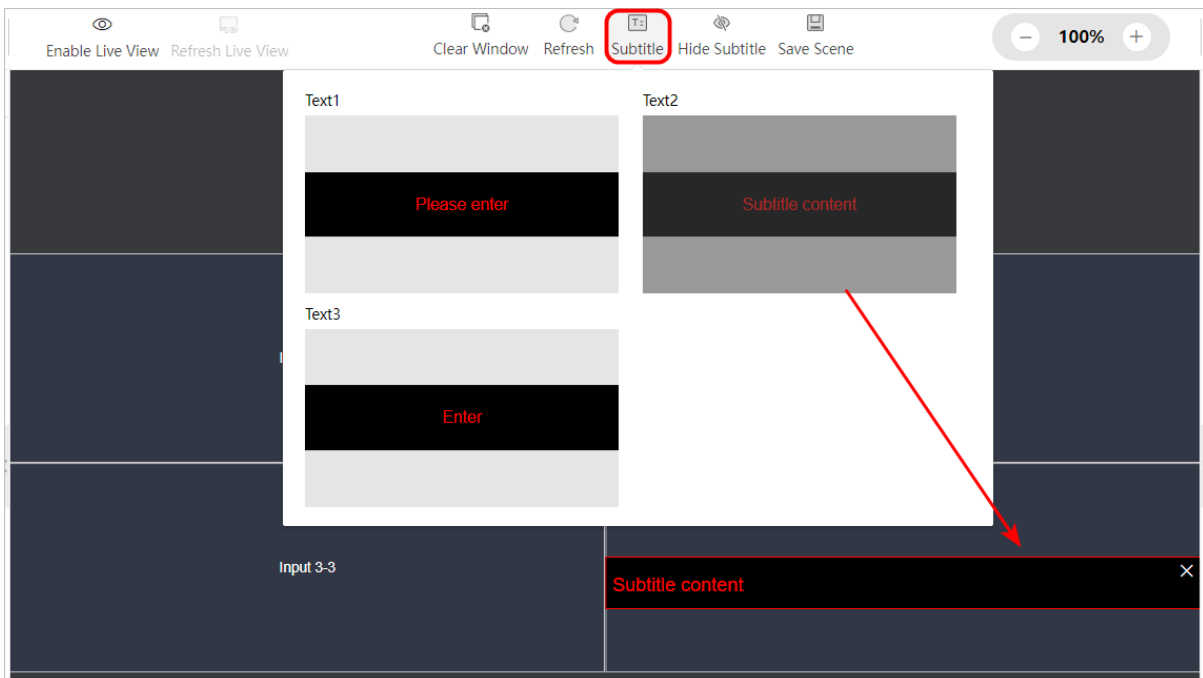 Enable Live View Refresh Live View Clear Window Refresh Subtitle Hide Subtitle Save Scene 100%
Text1 Text2
Please enter Subtitle content
Text3
Enter
Input 3-3
Subtitle content